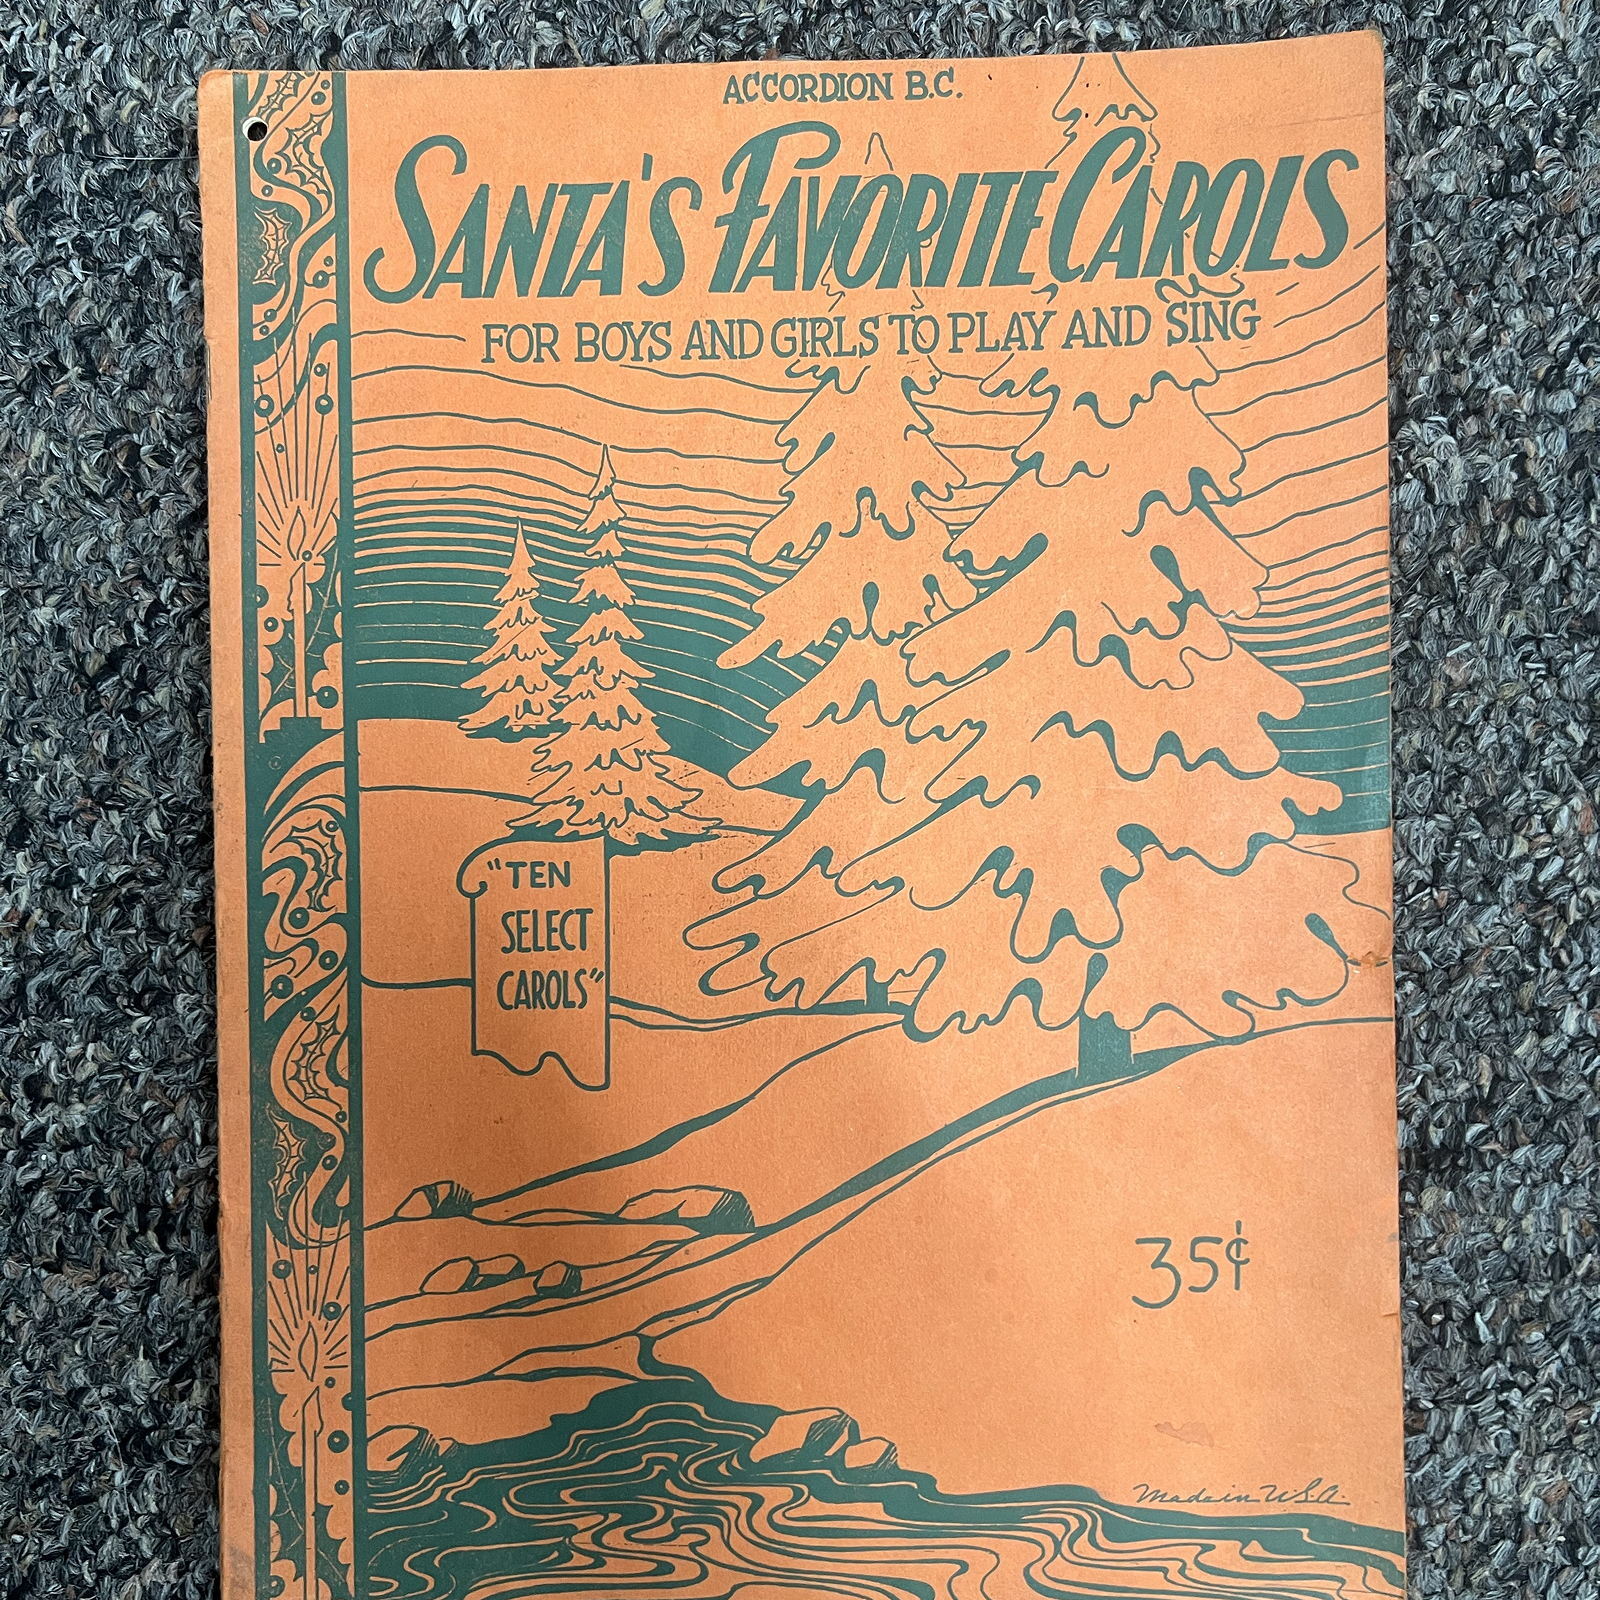 ACCORDION B.C.
SANTA'S FAVORITE CAROLS
FOR BOYS AND GIRLS TO PLAY AND SING
"TEN
SELECT
CAROLS"
35¢
Made in U.S.A.